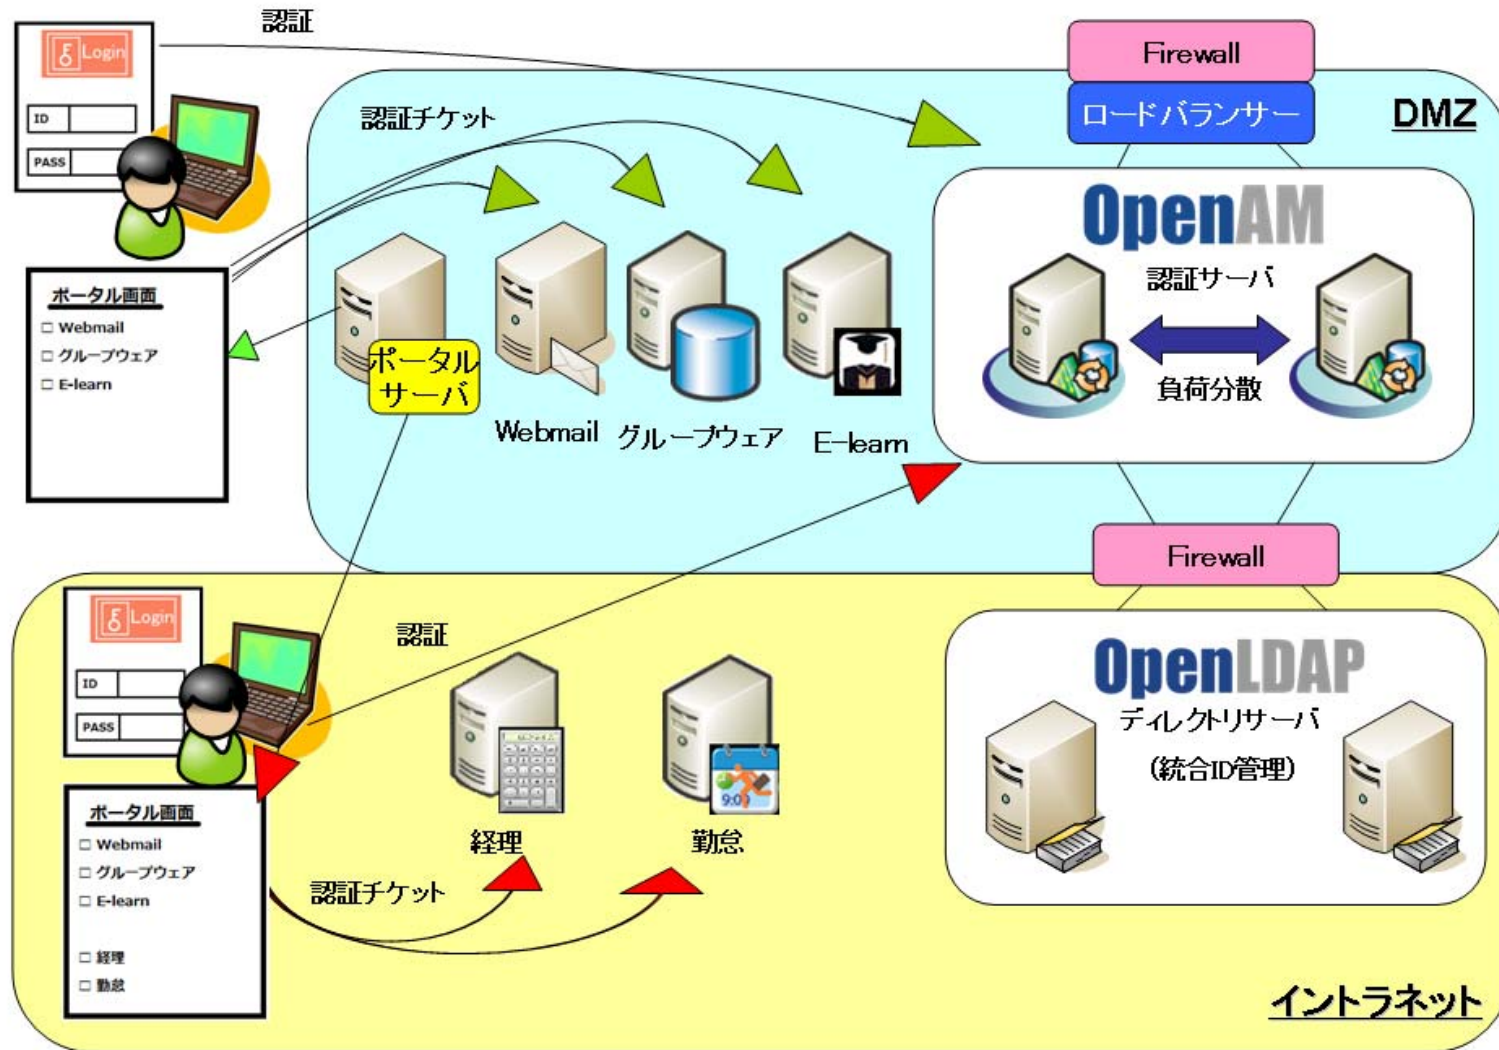 認証
Login
ID
PASS
Firewall
ロードバランサー
DMZ
認証チケット
OpenAM
認証サーバ
負荷分散
ポータル画面
□ Webmail
□ グループウェア
□ E-learn
ポータル
サーバ
Webmail
グループウェア
E-learn
Firewall
Login
ID
PASS
認証
OpenLDAP
ディレクトリサーバ
(統合ID管理)
9:00
経理
勤怠
ポータル画面
□ Webmail
□ グループウェア
□ E-learn
□ 経理
□ 勤怠
認証チケット
イントラネット